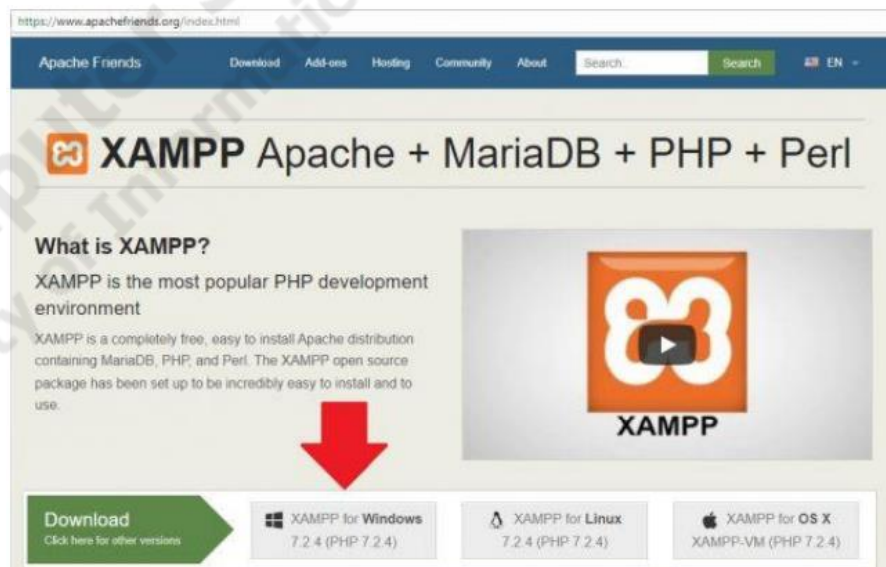 https://www.apachefriends.org/index.html
Apache Friends Download Add-ons Hosting Community About Search... Search EN
XAMPP Apache + MariaDB + PHP + Perl
What is XAMPP?
XAMPP is the most popular PHP development
environment
XAMPP is a completely free, easy to install Apache distribution
containing MariaDB, PHP, and Perl. The XAMPP open source
package has been set up to be incredibly easy to install and to
use.
XAMPP
Download
Click here for other versions
XAMPP for Windows
7.2.4 (PHP 7.2.4)
XAMPP for Linux
7.2.4 (PHP 7.2.4)
XAMPP for OS X
XAMPP-VM (PHP 7.2.4)